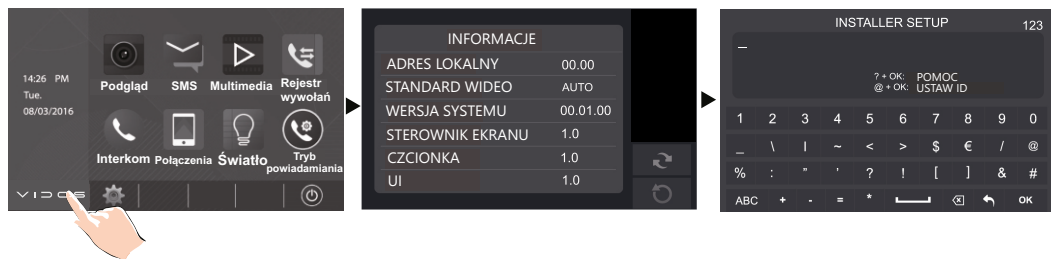 14:26 PM
Tue.
08/03/2016
Podgląd
SMS
Multimedia
Rejestr
wywołań
Interkom
Połączenia
Światło
Tryb
powiadamiania
VIDOS
INFORMACJE
ADRES LOKALNY 00.00
STANDARD WIDEO AUTO
WERSJA SYSTEMU 00.01.00
STEROWNIK EKRANU 1.0
CZCIONKA 1.0
UI 1.0
INSTALLER SETUP 123
_
? + OK: POMOC
@ + OK: USTAW ID
1 2 3 4 5 6 7 8 9 0
_ \ | ~ < > $ € / @
% : " ' ? ! [ ] & #
ABC + - = * OK